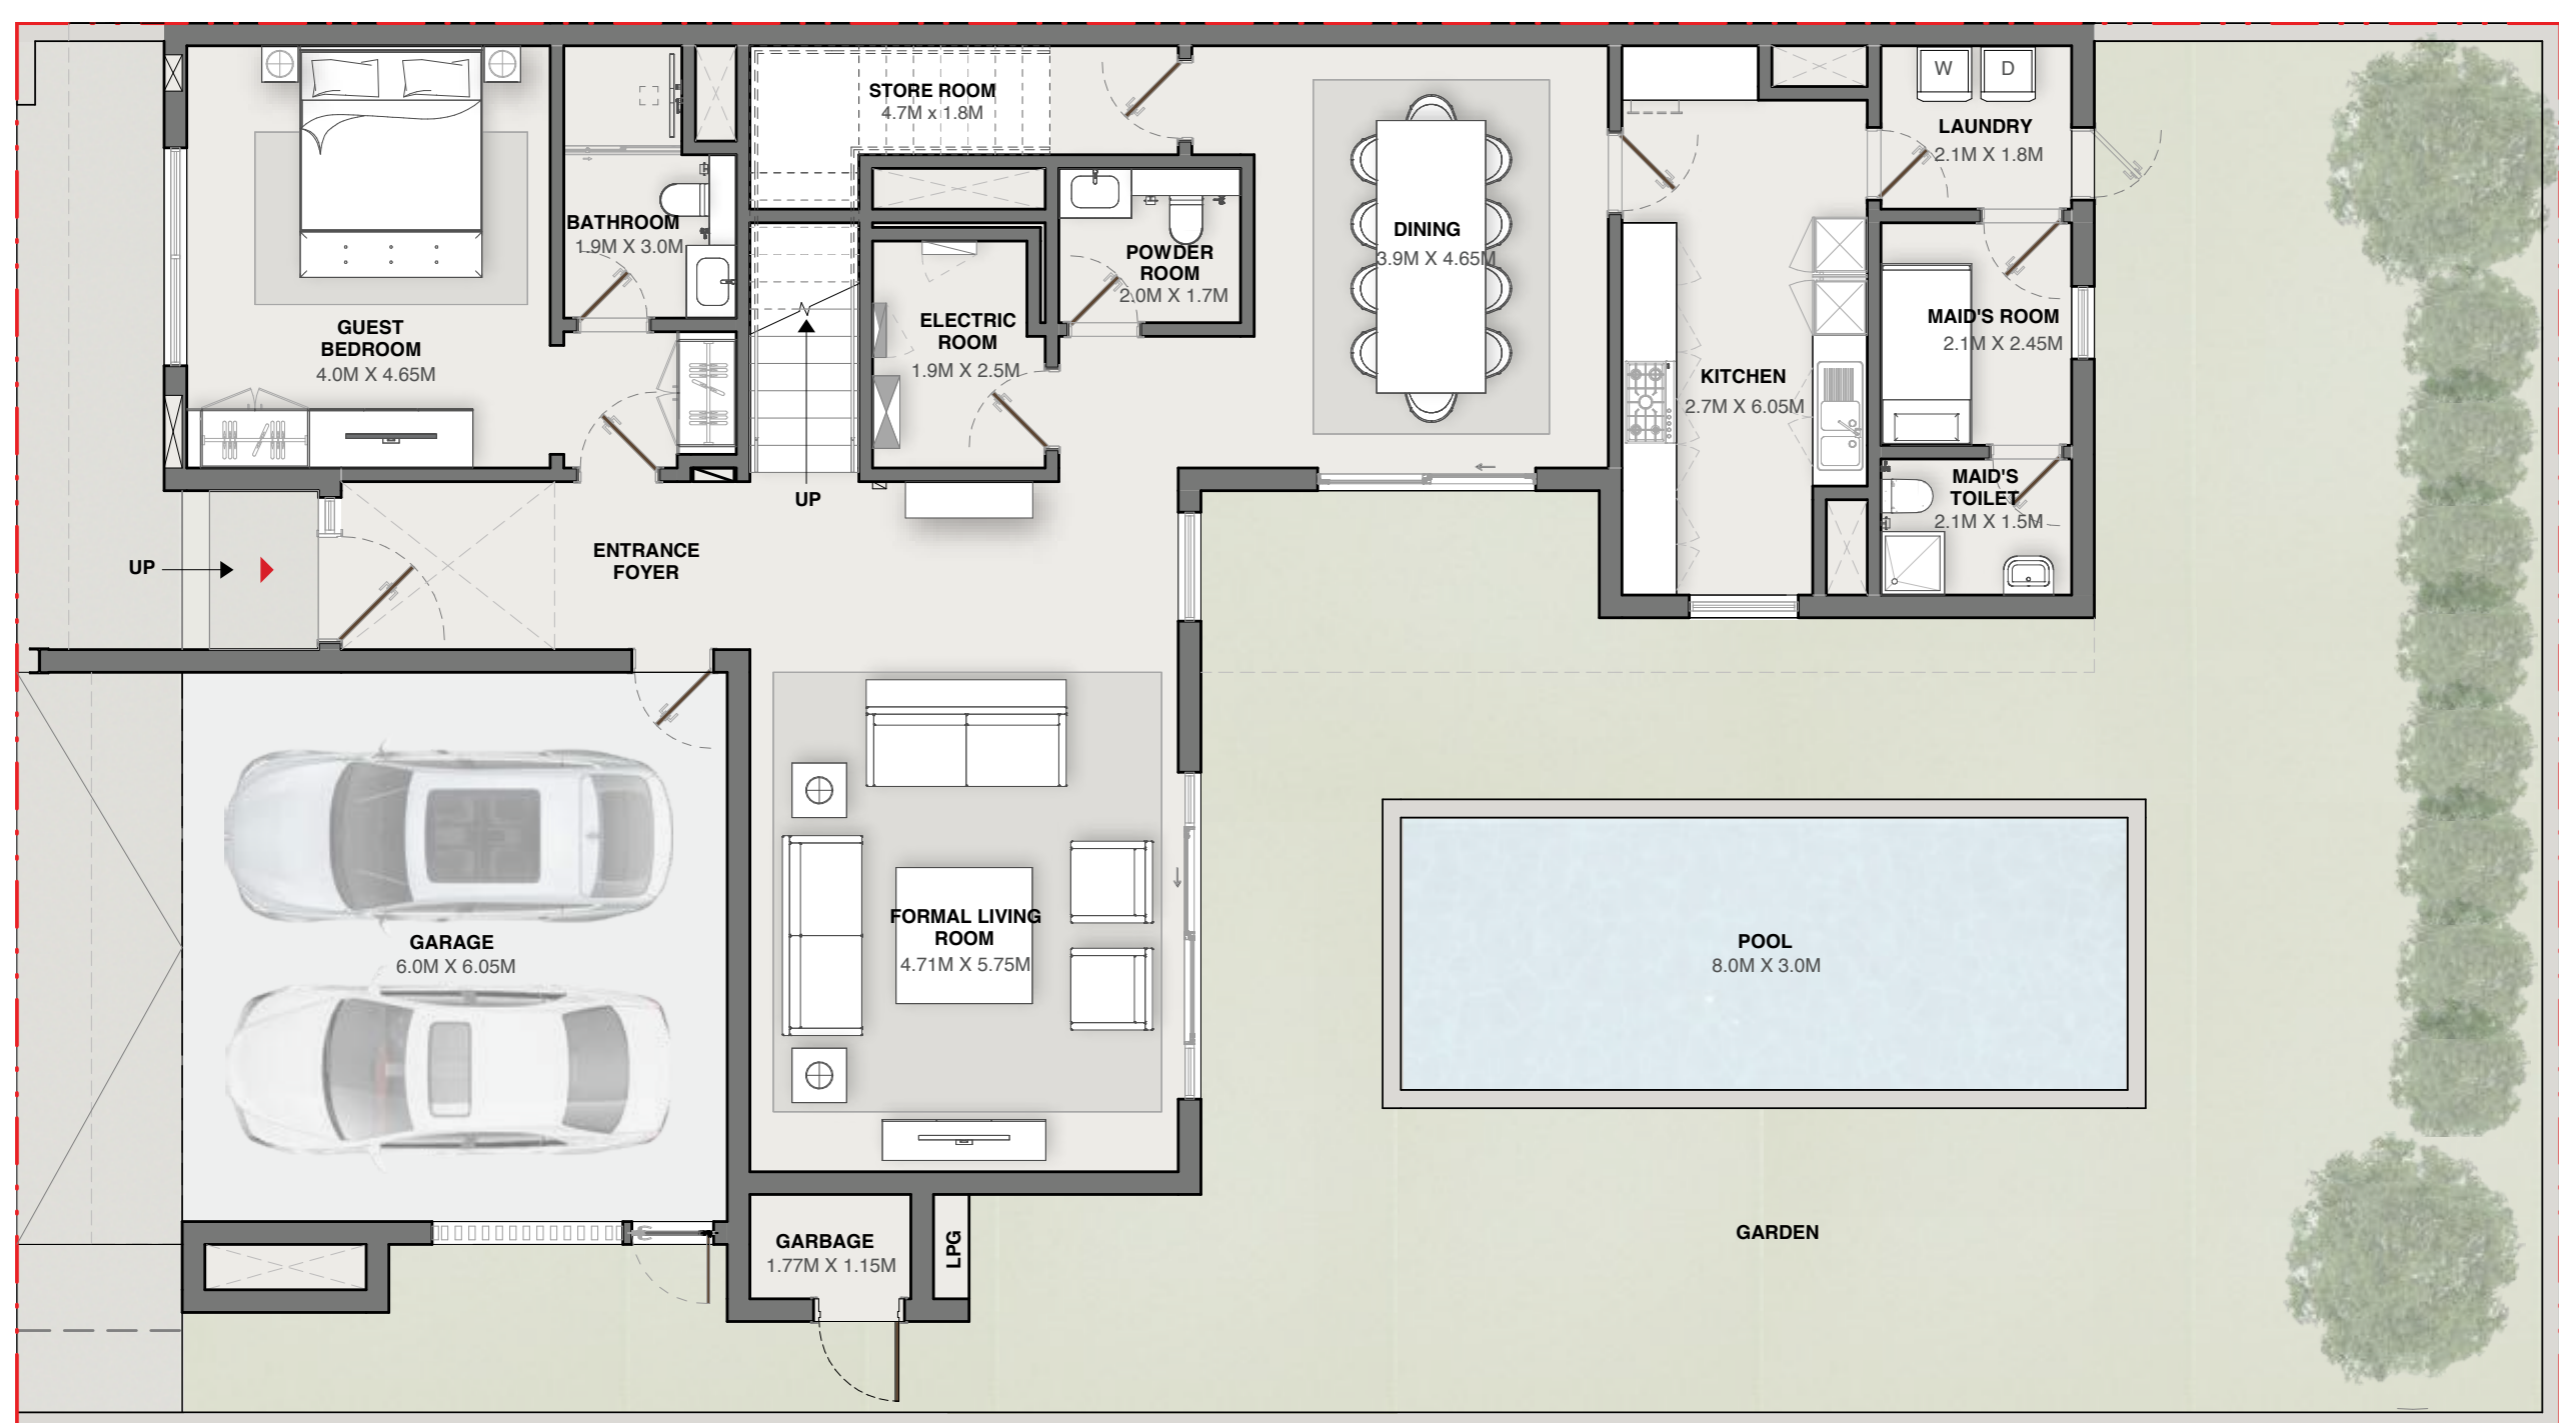 STORE ROOM
4.7M x 1.8M
W
D
LAUNDRY
2.1M X 1.8M
BATHROOM
1.9M X 3.0M
DINING
3.9M X 4.65M
POWDER
ROOM
2.0M X 1.7M
GUEST
BEDROOM
4.0M X 4.65M
ELECTRIC
ROOM
1.9M X 2.5M
MAID'S ROOM
2.1M X 2.45M
KITCHEN
2.7M X 6.05M
UP
MAID'S
TOILET
2.1M X 1.5M
UP
ENTRANCE
FOYER
FORMAL LIVING
ROOM
4.71M X 5.75M
GARAGE
6.0M X 6.05M
POOL
8.0M X 3.0M
GARBAGE
1.77M X 1.15M
LPG
GARDEN